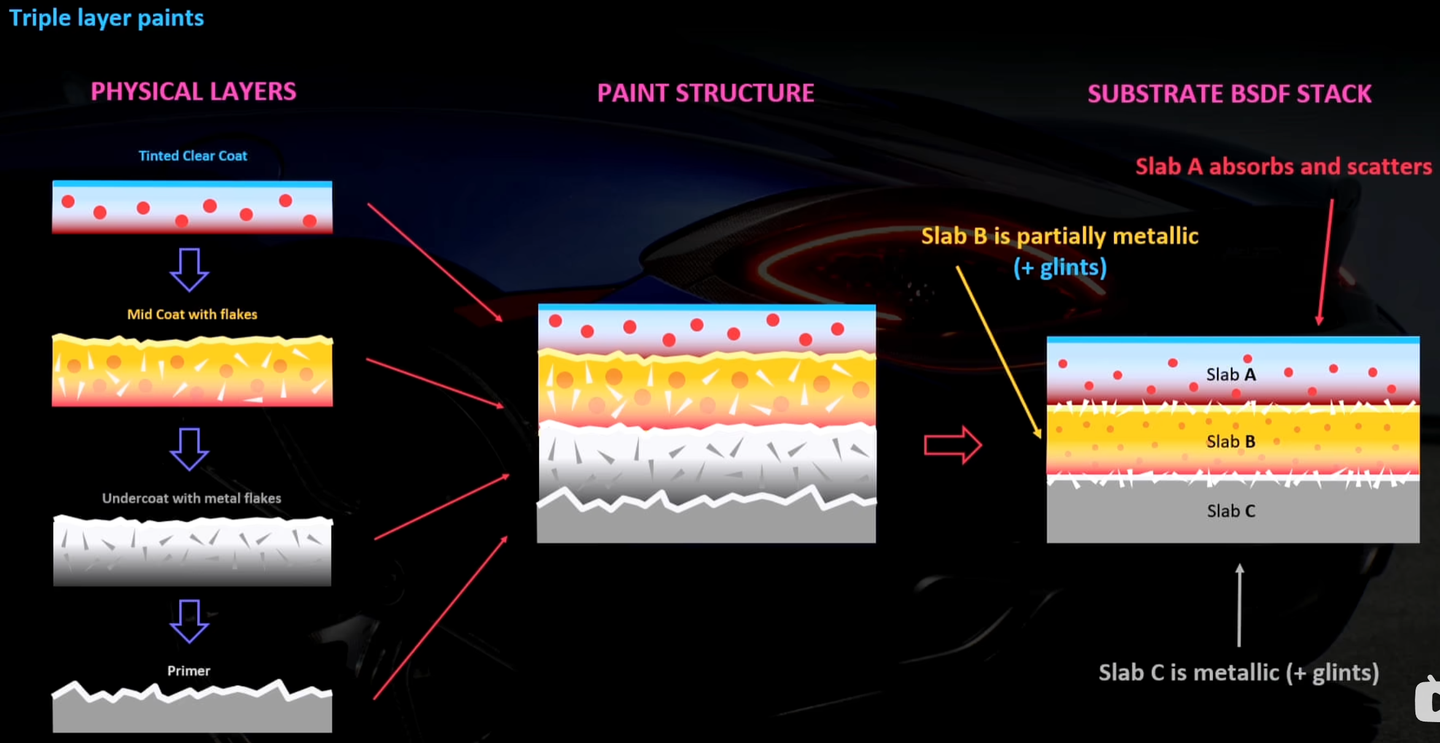 Triple layer paints
PHYSICAL LAYERS
PAINT STRUCTURE
SUBSTRATE BSDF STACK
Tinted Clear Coat
Slab A absorbs and scatters
Slab B is partially metallic
(+ glints)
Mid Coat with flakes
Slab A
Slab B
Undercoat with metal flakes
Slab C
Primer
Slab C is metallic (+ glints)